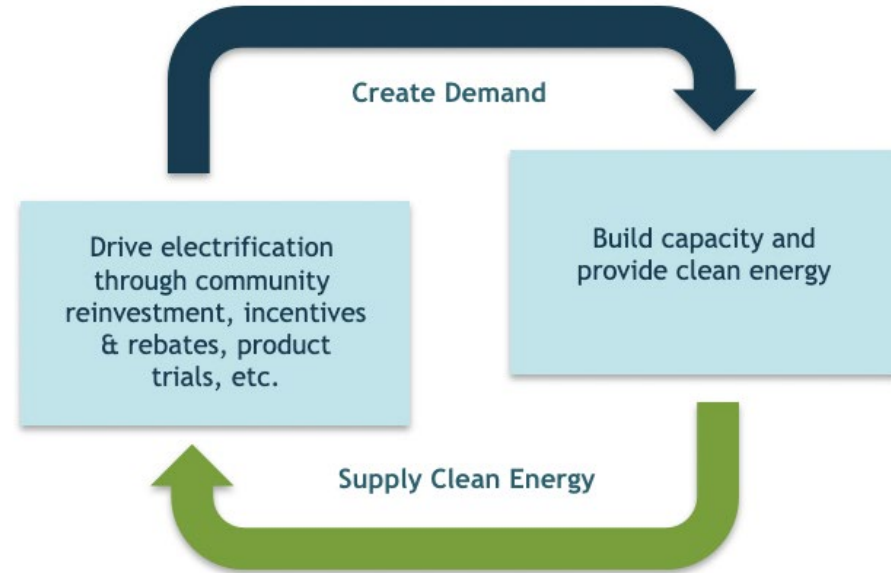 Create Demand
Drive electrification
through community
reinvestment, incentives
& rebates, product
trials, etc.
Build capacity and
provide clean energy
Supply Clean Energy